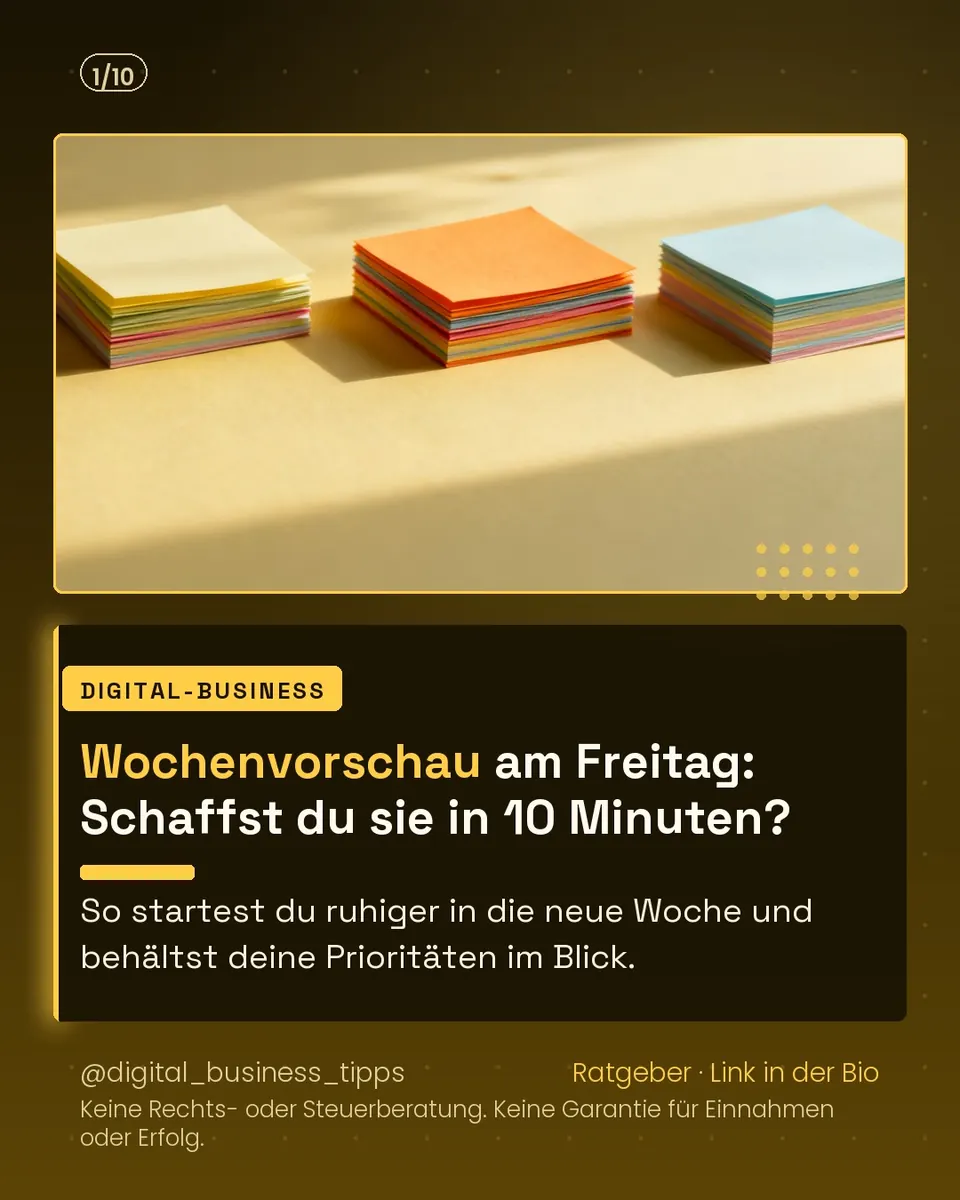 1/10
DIGITAL-BUSINESS
Wochenvorschau am Freitag:
Schaffst du sie in 10 Minuten?
So startest du ruhiger in die neue Woche und
behältst deine Prioritäten im Blick.
@digital_business_tipps
Ratgeber · Link in der Bio
Keine Rechts- oder Steuerberatung. Keine Garantie für Einnahmen
oder Erfolg.